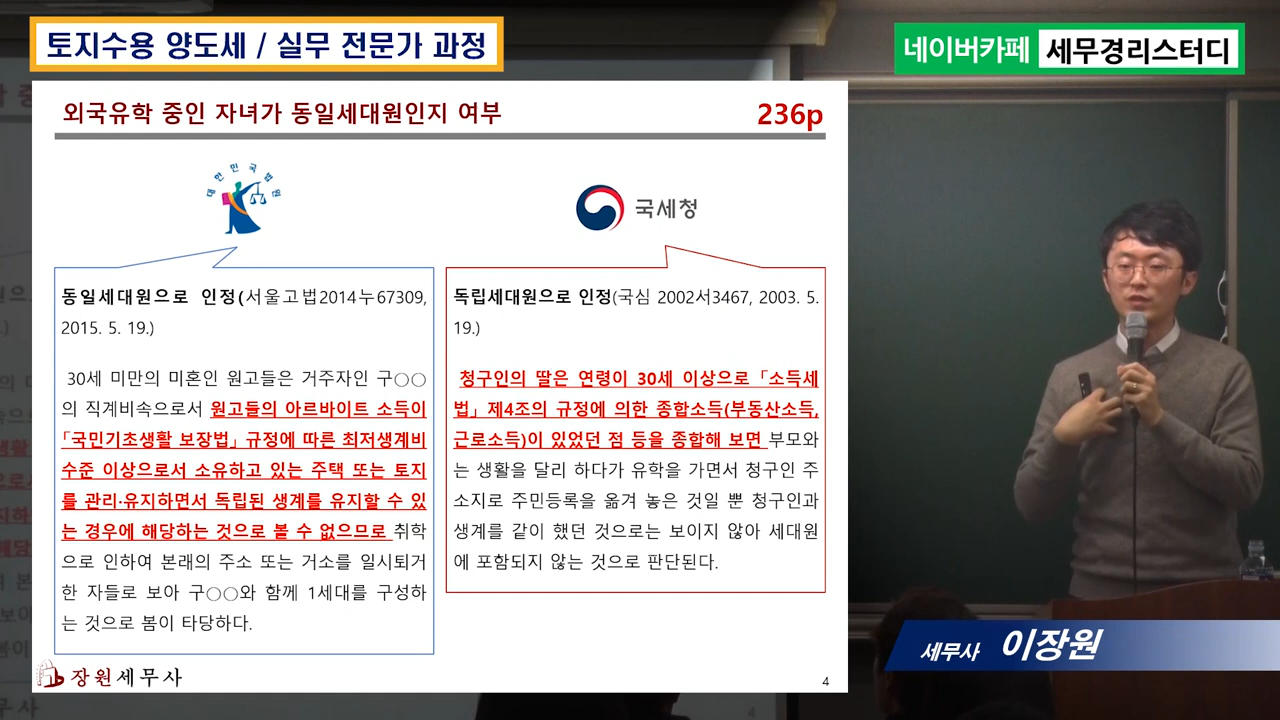 토지수용 양도세 / 실무 전문가 과정
네이버카페 세무경리스터디
외국유학 중인 자녀가 동일세대원인지 여부
236p
대한민국법원
국세청
동일세대원으로 인정(서울고법2014누67309,
2015. 5. 19.)
30세 미만의 미혼인 원고들은 거주자인 구○○
의 직계비속으로서 원고들의 아르바이트 소득이
「국민기초생활 보장법」 규정에 따른 최저생계비
수준 이상으로서 소유하고 있는 주택 또는 토지
를 관리·유지하면서 독립된 생계를 유지할 수 있
는 경우에 해당하는 것으로 볼 수 없으므로 취학
으로 인하여 본래의 주소 또는 거소를 일시퇴거
한 자들로 보아 구○○와 함께 1세대를 구성하
는 것으로 봄이 타당하다.
독립세대원으로 인정(국심 2002서3467, 2003. 5.
19.)
청구인의 딸은 연령이 30세 이상으로 「소득세
법」 제4조의 규정에 의한 종합소득(부동산소득,
근로소득)이 있었던 점 등을 종합해 보면 부모와
는 생활을 달리 하다가 유학을 가면서 청구인 주
소지로 주민등록을 옮겨 놓은 것일 뿐 청구인과
생계를 같이 했던 것으로는 보이지 않아 세대원
에 포함되지 않는 것으로 판단된다.
장원세무사
4
세무사 이장원